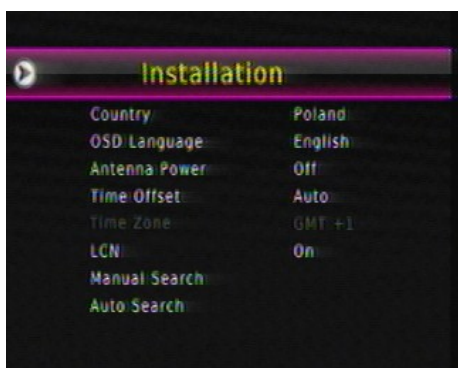 Installation
Country Poland
OSD Language English
Antenna Power Off
Time Offset Auto
Time Zone GMT +1
LCN On
Manual Search
Auto Search